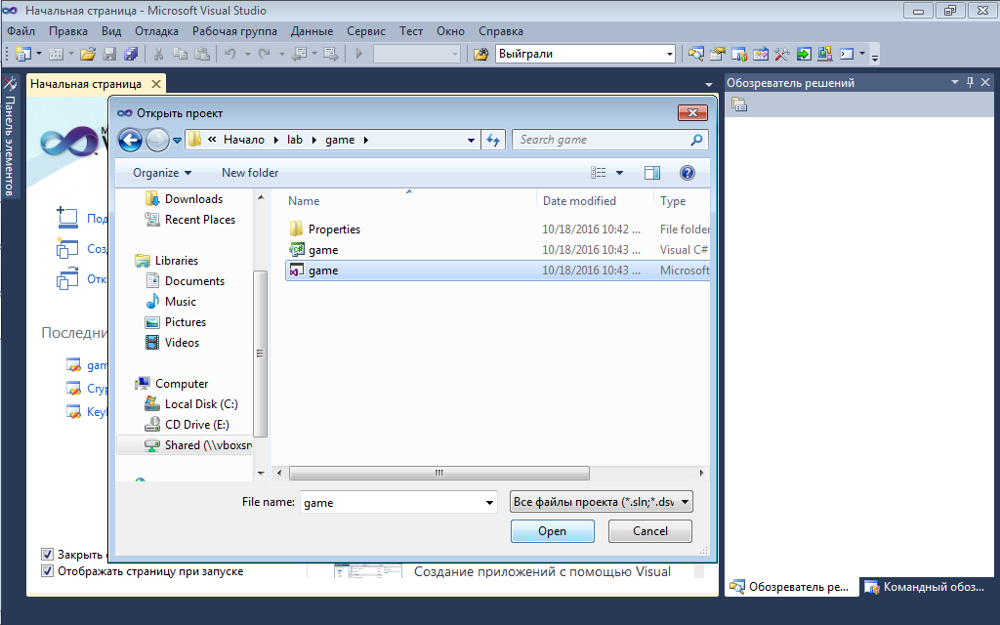 Начальная страница - Microsoft Visual Studio
Файл Правка Вид Отладка Рабочая группа Данные Сервис Тест Окно Справка
Выйграли
Панель элементов
Начальная страница
Обозреватель решений
Открыть проект
« Начало lab game
Search game
Organize New folder
Name Date modified Type
Downloads
Recent Places
Libraries
Documents
Music
Pictures
Videos
Computer
Local Disk (C:)
CD Drive (E:)
Shared (\\vboxsrv
Properties 10/18/2016 10:42 ... File folder
game 10/18/2016 10:43 ... Visual C#
game 10/18/2016 10:43 ... Microsoft
File name: game
Все файлы проекта (*.sln;*.dsw
Open Cancel
Под
Соз
Отк
Последни
gam
Cryp
Keyl
Закрыть
Отображать страницу при запуске
Создание приложений с помощью Visual
Обозреватель ре...
Командный обоз...